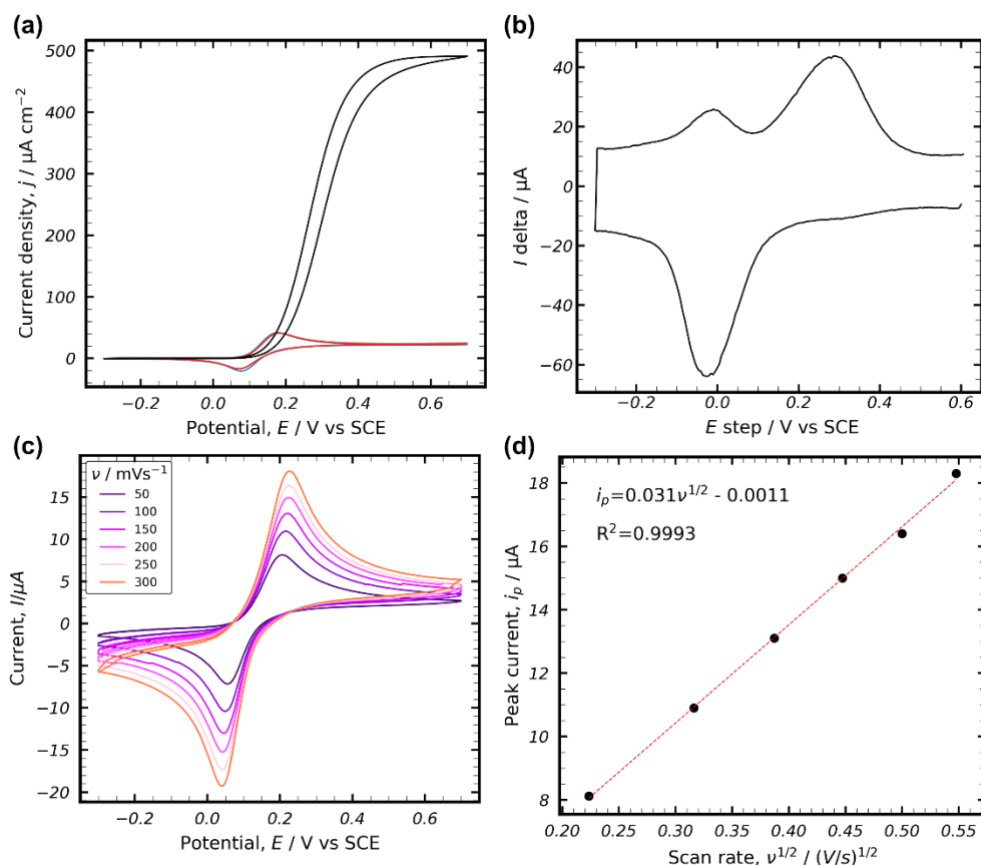 (a)
500
400
300
200
100
0
Current density, j / µA cm⁻²
−0.2 0.0 0.2 0.4 0.6
Potential, E / V vs SCE
(b)
40
20
0
−20
−40
−60
I delta / µA
−0.2 0.0 0.2 0.4 0.6
E step / V vs SCE
(c)
ν / mVs⁻¹
50
100
150
200
250
300
15
10
5
0
−5
−10
−15
−20
Current, I/µA
−0.2 0.0 0.2 0.4 0.6
Potential, E / V vs SCE
(d)
iₚ=0.031ν¹/² - 0.0011
R²=0.9993
18
16
14
12
10
8
Peak current, iₚ / µA
0.20 0.25 0.30 0.35 0.40 0.45 0.50 0.55
Scan rate, ν¹/² / (V/s)¹/²